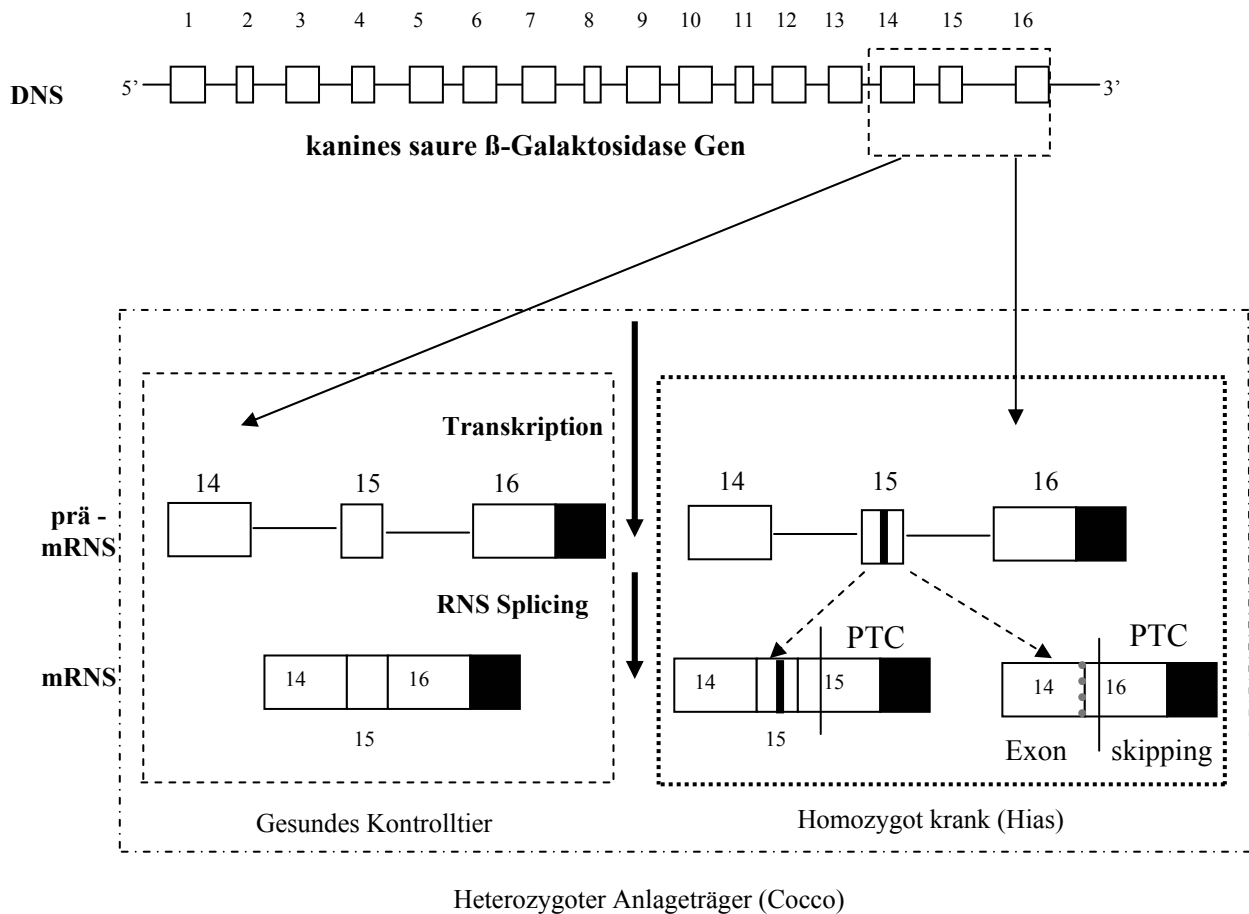 1 2 3 4 5 6 7 8 9 10 11 12 13 14 15 16
DNS 5’ 3’
kanines saure ß-Galaktosidase Gen
Transkription
14 15 16
14 15 16
prä -
mRNS
RNS Splicing
PTC
PTC
mRNS
14 16
14 15
14 16
15
15
Exon skipping
Gesundes Kontrolltier
Homozygot krank (Hias)
Heterozygoter Anlageträger (Cocco)